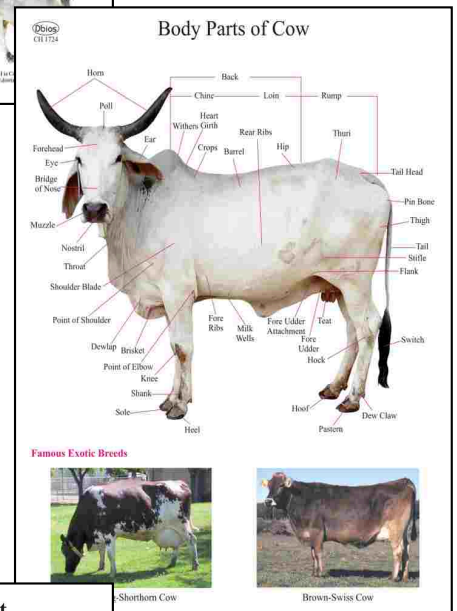 Dbios
CH 1724
Body Parts of Cow
Horn
Back
Chine
Loin
Rump
Poll
Heart
Girth
Withers
Rear Ribs
Thuri
Ear
Crops
Barrel
Hip
Forehead
Eye
Tail Head
Bridge
of Nose
Pin Bone
Muzzle
Thigh
Nostril
Tail
Throat
Stifle
Flank
Shoulder Blade
Point of Shoulder
Fore
Ribs
Milk
Wells
Fore Udder
Attachment
Teat
Fore
Udder
Switch
Dewlap
Brisket
Hock
Point of Elbow
Knee
Shank
Hoof
Sole
Dew Claw
Heel
Pastern
Famous Exotic Breeds
g-Shorthorn Cow
Brown-Swiss Cow